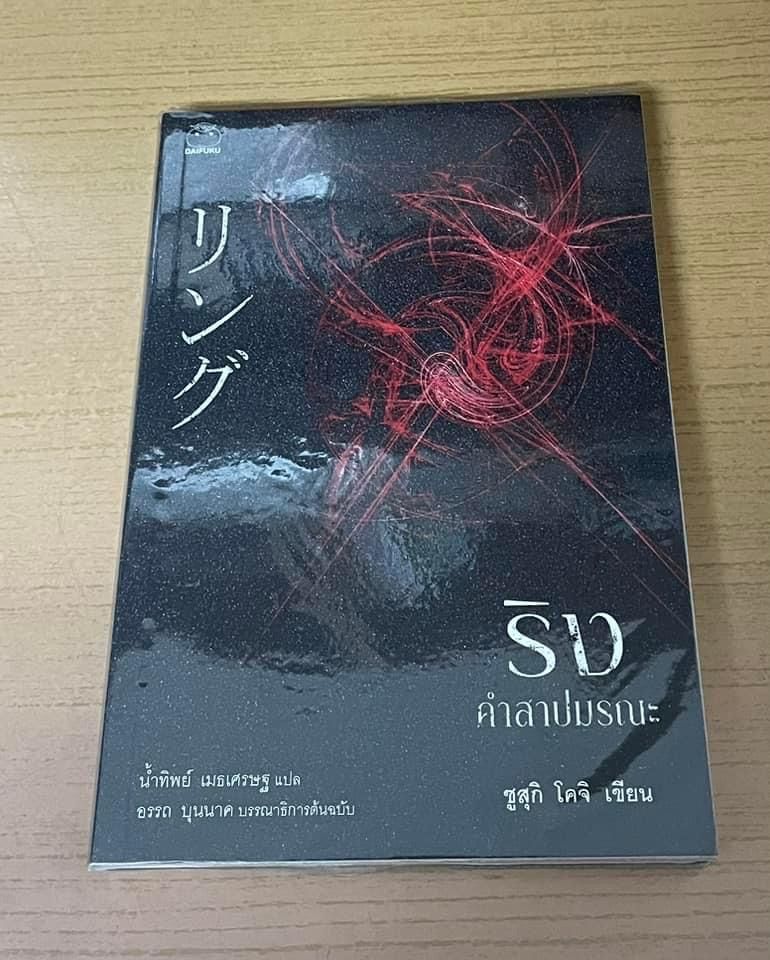 DAIFUKU
リング
ริง
คำสาปมรณะ
น้ำทิพย์ เมธเศรษฐ แปล
อรรถ บุนนาค บรรณาธิการต้นฉบับ
ซูสุกิ โคจิ เขียน